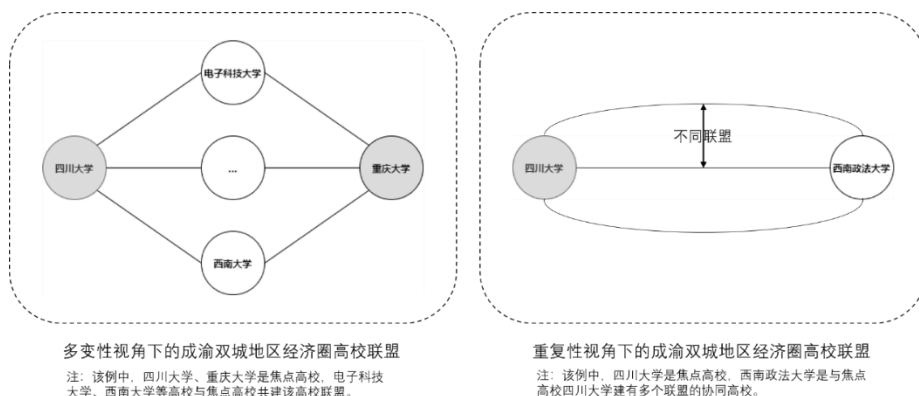 电子科技大学
四川大学
...
重庆大学
西南大学
多变性视角下的成渝双城地区经济圈高校联盟
注：该例中，四川大学、重庆大学是焦点高校，电子科技
大学、西南大学等高校与焦点高校共建该高校联盟。
不同联盟
四川大学
西南政法大学
重复性视角下的成渝双城地区经济圈高校联盟
注：该例中，四川大学是焦点高校，西南政法大学是与焦点
高校四川大学建有多个联盟的协同高校。